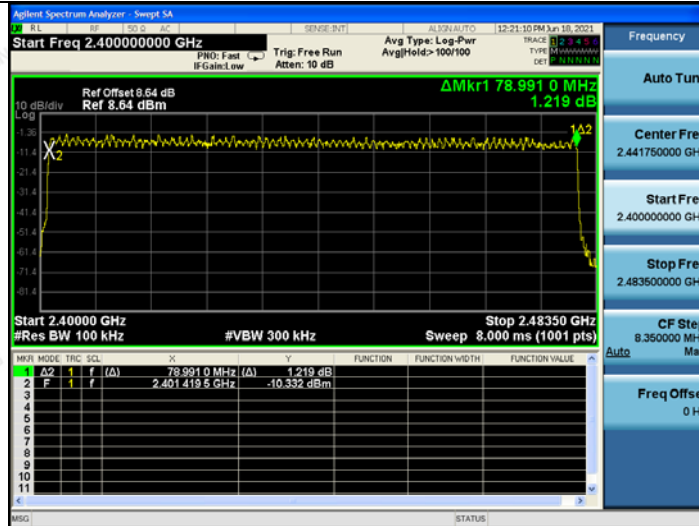 Agilent Spectrum Analyzer - Swept SA
RL RF 50 Ω AC SENSE:INT ALIGN AUTO 12:21:10 PM Jun 18, 2021
Start Freq 2.400000000 GHz
PNO: Fast
IFGain:Low
Trig: Free Run
Atten: 10 dB
Avg Type: Log-Pwr
Avg|Hold:>100/100
TRACE 1 2 3 4 5 6
TYPE M
DET P N N N N N
ΔMkr1 78.991 0 MHz
1.219 dB
Ref Offset 8.64 dB
10 dB/div Ref 8.64 dBm
Log
-1.36
-11.4
-21.4
-31.4
-41.4
-51.4
-61.4
-71.4
-81.4
2
1Δ2
Start 2.40000 GHz Stop 2.48350 GHz
#Res BW 100 kHz #VBW 300 kHz Sweep 8.000 ms (1001 pts)
MKR MODE TRC SCL X Y FUNCTION FUNCTION WIDTH FUNCTION VALUE
1 Δ2 1 f (Δ) 78.991 0 MHz (Δ) 1.219 dB
2 F 1 f 2.401 419 5 GHz -10.332 dBm
3
4
5
6
7
8
9
10
11
MSG STATUS
Frequency
Auto Tun
Center Fre
2.441750000 GH
Start Fre
2.400000000 GH
Stop Fre
2.483500000 GH
CF Ste
8.350000 MH
Auto Ma
Freq Offse
0 H